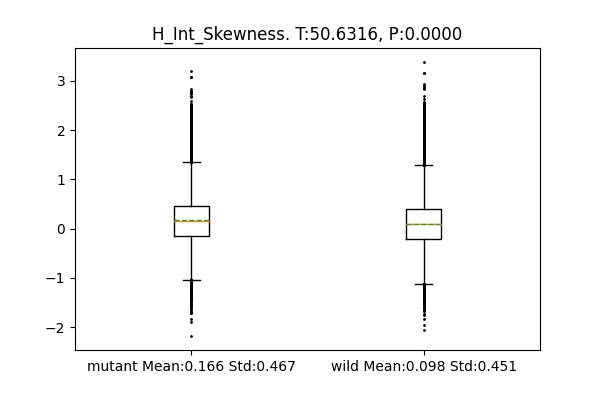 H_Int_Skewness. T:50.6316, P:0.0000
3
2
1
0
−1
−2
mutant Mean:0.166 Std:0.467
wild Mean:0.098 Std:0.451